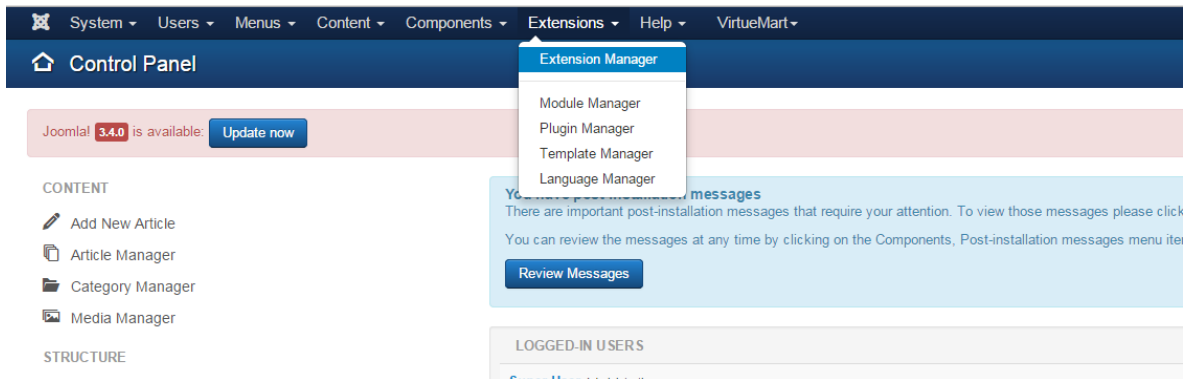 System Users Menus Content Components Extensions Help VirtueMart
Control Panel
Extension Manager
Module Manager
Plugin Manager
Template Manager
Language Manager
Joomla! 3.4.0 is available: Update now
CONTENT
Add New Article
Article Manager
Category Manager
Media Manager
STRUCTURE
You have post-installation messages
There are important post-installation messages that require your attention. To view those messages please click
You can review the messages at any time by clicking on the Components, Post-installation messages menu ite
Review Messages
LOGGED-IN USERS